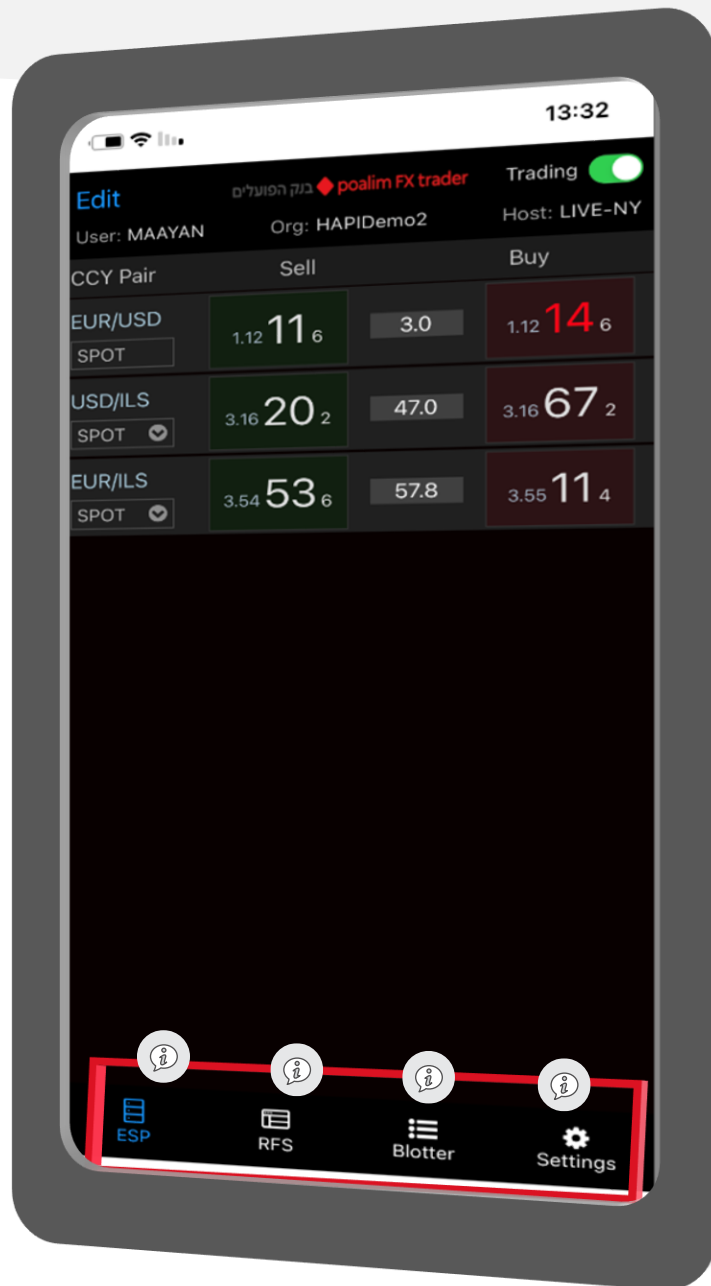 13:32
Edit
בנק הפועלים poalim FX trader
Trading
User: MAAYAN
Org: HAPIDemo2
Host: LIVE-NY
CCY Pair Sell Buy
EUR/USD
SPOT
1.12 11 6
3.0
1.12 14 6
USD/ILS
SPOT
3.16 20 2
47.0
3.16 67 2
EUR/ILS
SPOT
3.54 53 6
57.8
3.55 11 4
i i i i
ESP RFS Blotter Settings